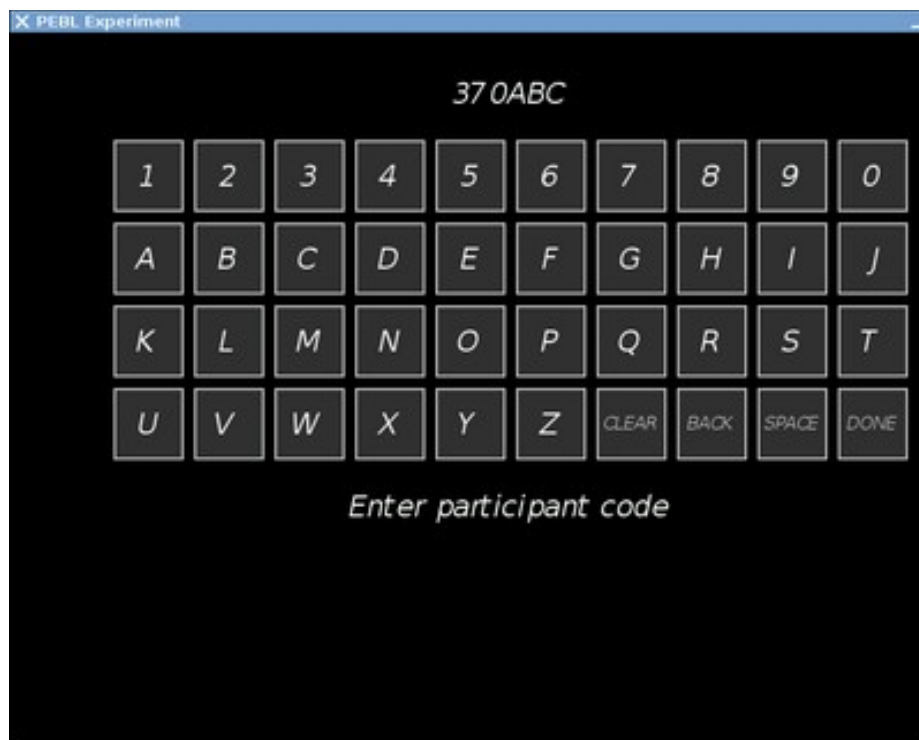 X PEBL Experiment
370ABC
1 2 3 4 5 6 7 8 9 0
A B C D E F G H I J
K L M N O P Q R S T
U V W X Y Z CLEAR BACK SPACE DONE
Enter participant code